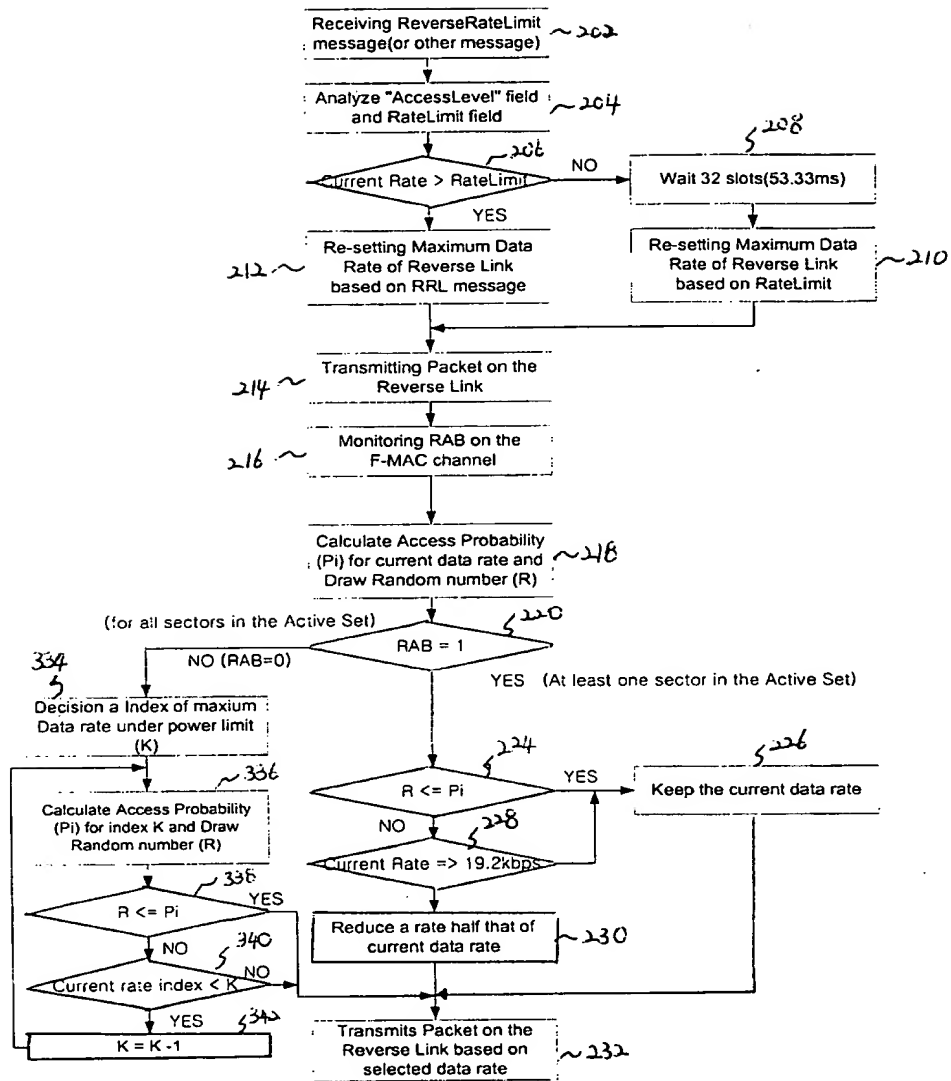 Receiving ReverseRateLimit
message(or other message)
202
Analyze "AccessLevel" field
and RateLimit field
204
206
Current Rate > RateLimit
NO
YES
208
Wait 32 slots(53.33ms)
Re-setting Maximum Data
Rate of Reverse Link
based on RRL message
212
Re-setting Maximum Data
Rate of Reverse Link
based on RateLimit
210
Transmitting Packet on the
Reverse Link
214
Monitoring RAB on the
F-MAC channel
216
Calculate Access Probability
(Pi) for current data rate and
Draw Random number (R)
218
220
(for all sectors in the Active Set)
RAB = 1
NO (RAB=0)
YES (At least one sector in the Active Set)
334
Decision a Index of maxium
Data rate under power limit
(K)
336
Calculate Access Probability
(Pi) for index K and Draw
Random number (R)
338
R <= Pi
YES
NO
340
Current rate index < K
NO
YES
342
K = K -1
224
R <= Pi
YES
NO
226
Keep the current data rate
228
Current Rate => 19.2kbps
Reduce a rate half that of
current data rate
230
Transmits Packet on the
Reverse Link based on
selected data rate
232